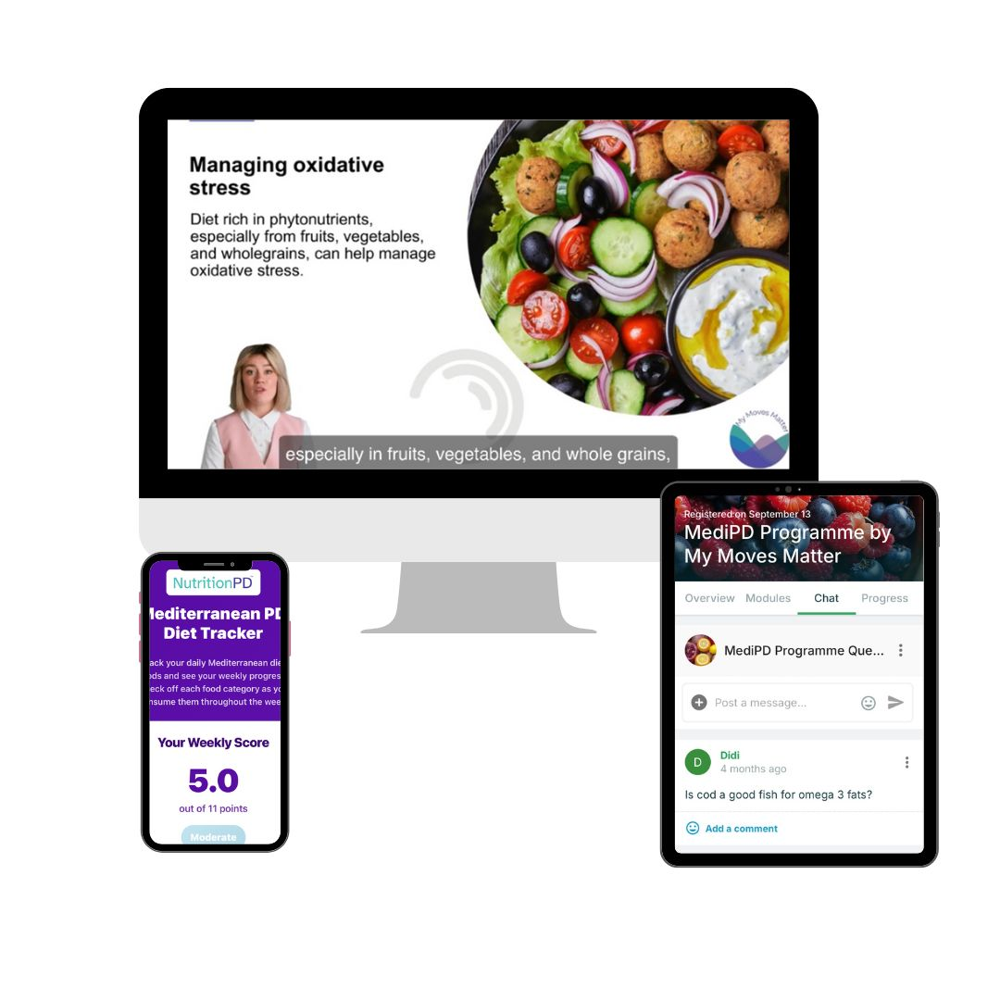 Managing oxidative
stress
Diet rich in phytonutrients,
especially from fruits, vegetables,
and wholegrains, can help manage
oxidative stress.
My Moves Matter
especially in fruits, vegetables, and whole grains,
NutritionPD
Mediterranean PD
Diet Tracker
ack your daily Mediterranean die
ods and see your weekly progres
eck off each food category as yo
nsume them throughout the wee
Your Weekly Score
5.0
out of 11 points
Moderate
Registered on September 13
MediPD Programme by
My Moves Matter
Overview Modules Chat Progress
MediPD Programme Que...
Post a message...
D
Didi
4 months ago
Is cod a good fish for omega 3 fats?
Add a comment